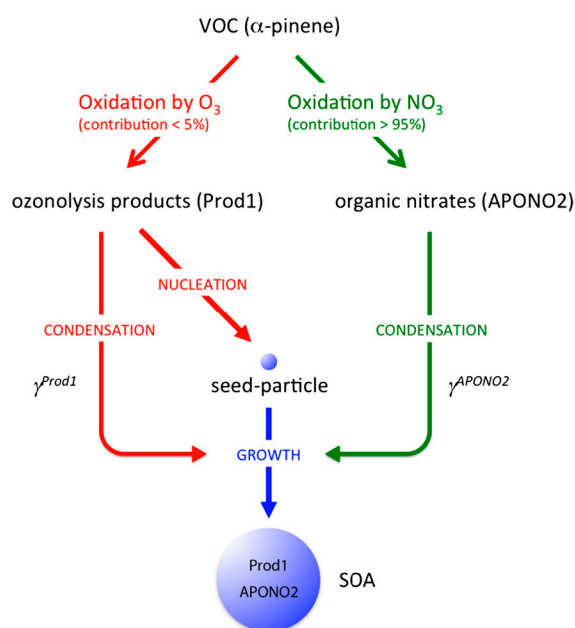 VOC (α-pinene)
Oxidation by O3
(contribution < 5%)
Oxidation by NO3
(contribution > 95%)
ozonolysis products (Prod1)
organic nitrates (APONO2)
NUCLEATION
CONDENSATION
CONDENSATION
γProd1
seed-particle
γAPONO2
GROWTH
Prod1
APONO2
SOA